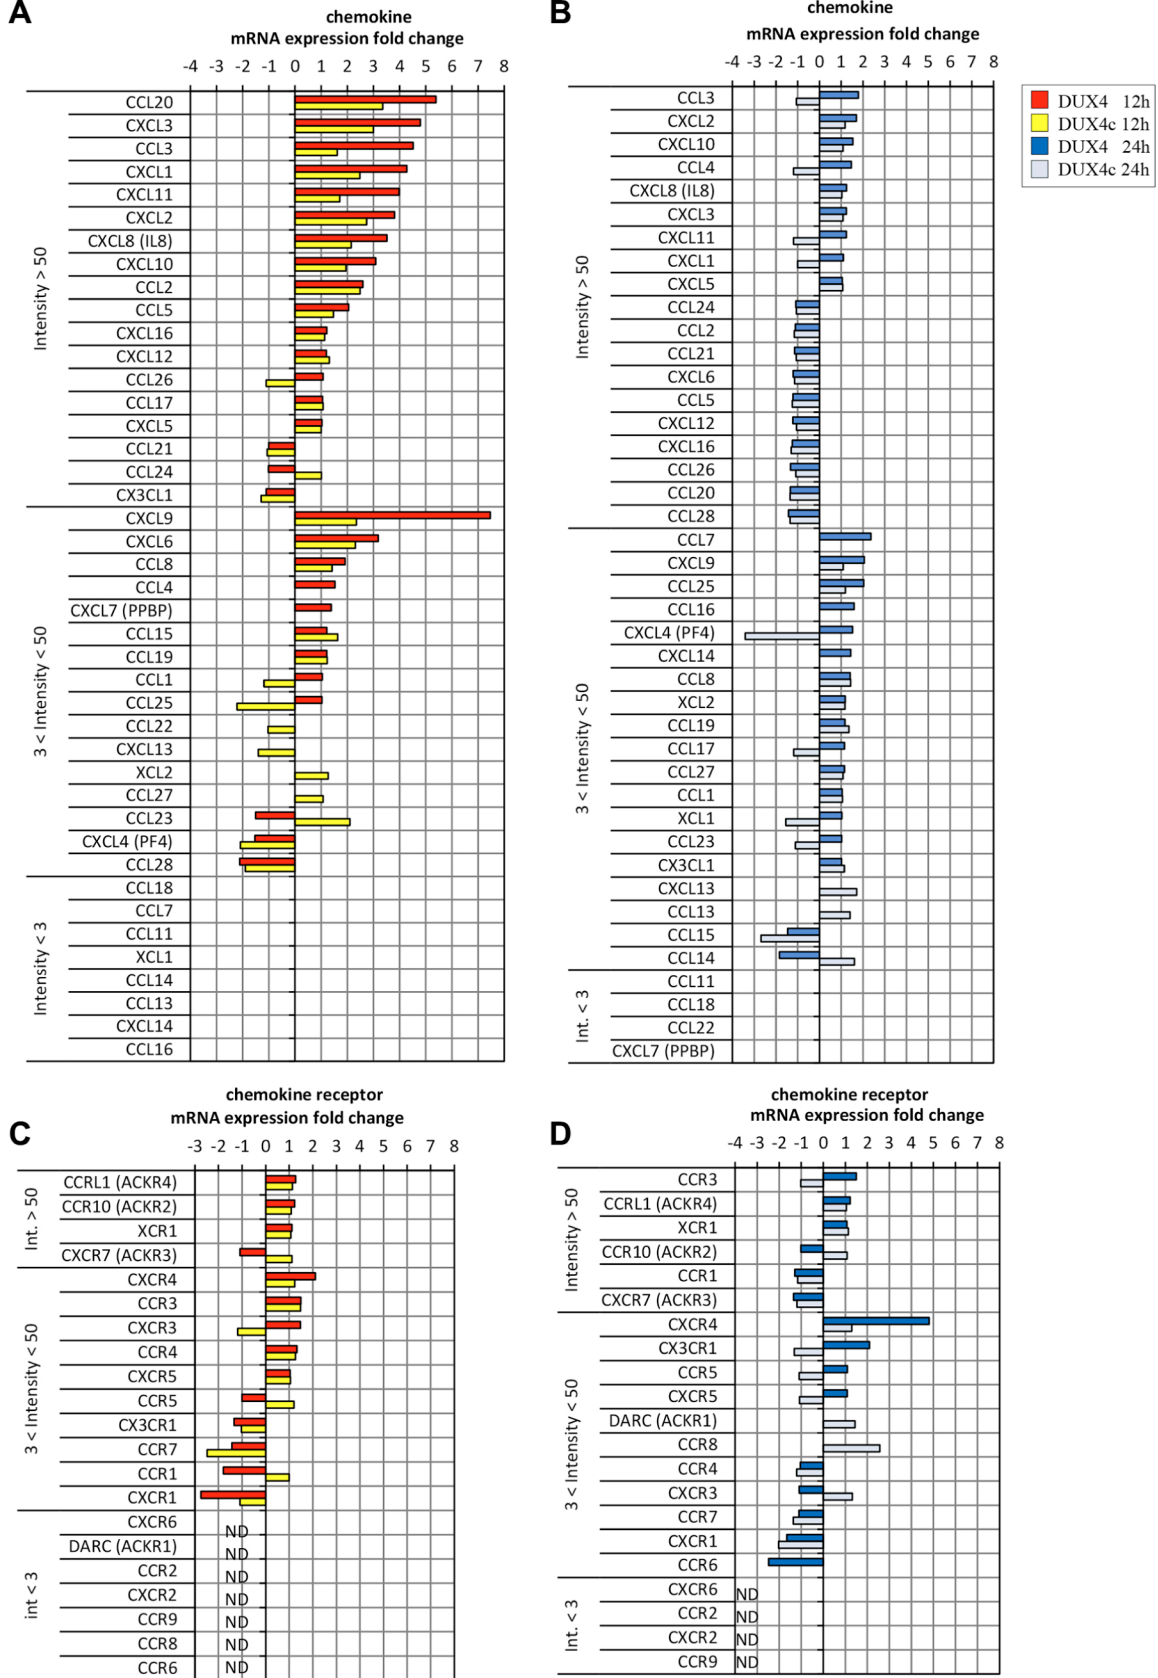 A
chemokine
mRNA expression fold change
-4 -3 -2 -1 0 1 2 3 4 5 6 7 8
Intensity > 50
CCL20
CXCL3
CCL3
CXCL1
CXCL11
CXCL2
CXCL8 (IL8)
CXCL10
CCL2
CCL5
CXCL16
CXCL12
CCL26
CCL17
CXCL5
CCL21
CCL24
CX3CL1
3 < Intensity < 50
CXCL9
CXCL6
CCL8
CCL4
CXCL7 (PPBP)
CCL15
CCL19
CCL1
CCL25
CCL22
CXCL13
XCL2
CCL27
CCL23
CXCL4 (PF4)
CCL28
Intensity < 3
CCL18
CCL7
CCL11
XCL1
CCL14
CCL13
CXCL14
CCL16
B
chemokine
mRNA expression fold change
-4 -3 -2 -1 0 1 2 3 4 5 6 7 8
Intensity > 50
CCL3
CXCL2
CXCL10
CCL4
CXCL8 (IL8)
CXCL3
CXCL11
CXCL1
CXCL5
CCL24
CCL2
CCL21
CXCL6
CCL5
CXCL12
CXCL16
CCL26
CCL20
CCL28
3 < Intensity < 50
CCL7
CXCL9
CCL25
CCL16
CXCL4 (PF4)
CXCL14
CCL8
XCL2
CCL19
CCL17
CCL27
CCL1
XCL1
CCL23
CX3CL1
CXCL13
CCL13
CCL15
CCL14
Int. < 3
CCL11
CCL18
CCL22
CXCL7 (PPBP)
DUX4 12h
DUX4c 12h
DUX4 24h
DUX4c 24h
C
chemokine receptor
mRNA expression fold change
-3 -2 -1 0 1 2 3 4 5 6 7 8
Int. > 50
CCRL1 (ACKR4)
CCR10 (ACKR2)
XCR1
CXCR7 (ACKR3)
3 < Intensity < 50
CXCR4
CCR3
CXCR3
CCR4
CXCR5
CCR5
CX3CR1
CCR7
CCR1
CXCR1
int < 3
CXCR6 ND
DARC (ACKR1) ND
CCR2 ND
CXCR2 ND
CCR9 ND
CCR8 ND
CCR6 ND
D
chemokine receptor
mRNA expression fold change
-4 -3 -2 -1 0 1 2 3 4 5 6 7 8
Intensity > 50
CCR3
CCRL1 (ACKR4)
XCR1
CCR10 (ACKR2)
CCR1
CXCR7 (ACKR3)
3 < Intensity < 50
CXCR4
CX3CR1
CCR5
CXCR5
DARC (ACKR1)
CCR8
CCR4
CXCR3
CCR7
CXCR1
CCR6
Int. < 3
CXCR6 ND
CCR2 ND
CXCR2 ND
CCR9 ND